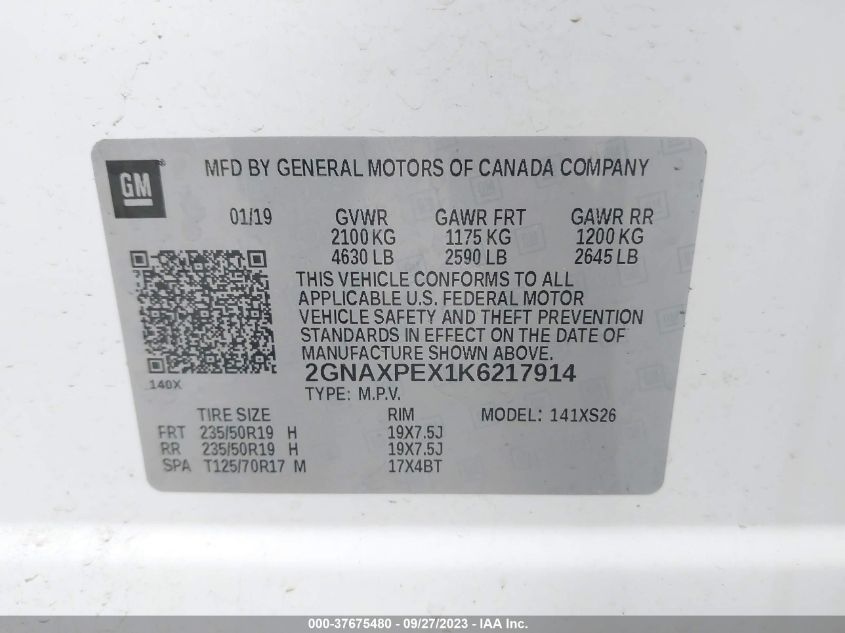 GM®
MFD BY GENERAL MOTORS OF CANADA COMPANY
01/19 GVWR GAWR FRT GAWR RR
2100 KG 1175 KG 1200 KG
4630 LB 2590 LB 2645 LB
THIS VEHICLE CONFORMS TO ALL
APPLICABLE U.S. FEDERAL MOTOR
VEHICLE SAFETY AND THEFT PREVENTION
STANDARDS IN EFFECT ON THE DATE OF
MANUFACTURE SHOWN ABOVE.
140X
2GNAXPEX1K6217914
TYPE: M.P.V.
TIRE SIZE RIM MODEL: 141XS26
FRT 235/50R19 H 19X7.5J
RR 235/50R19 H 19X7.5J
SPA T125/70R17 M 17X4BT
000-37675480 - 09/27/2023 - IAA Inc.